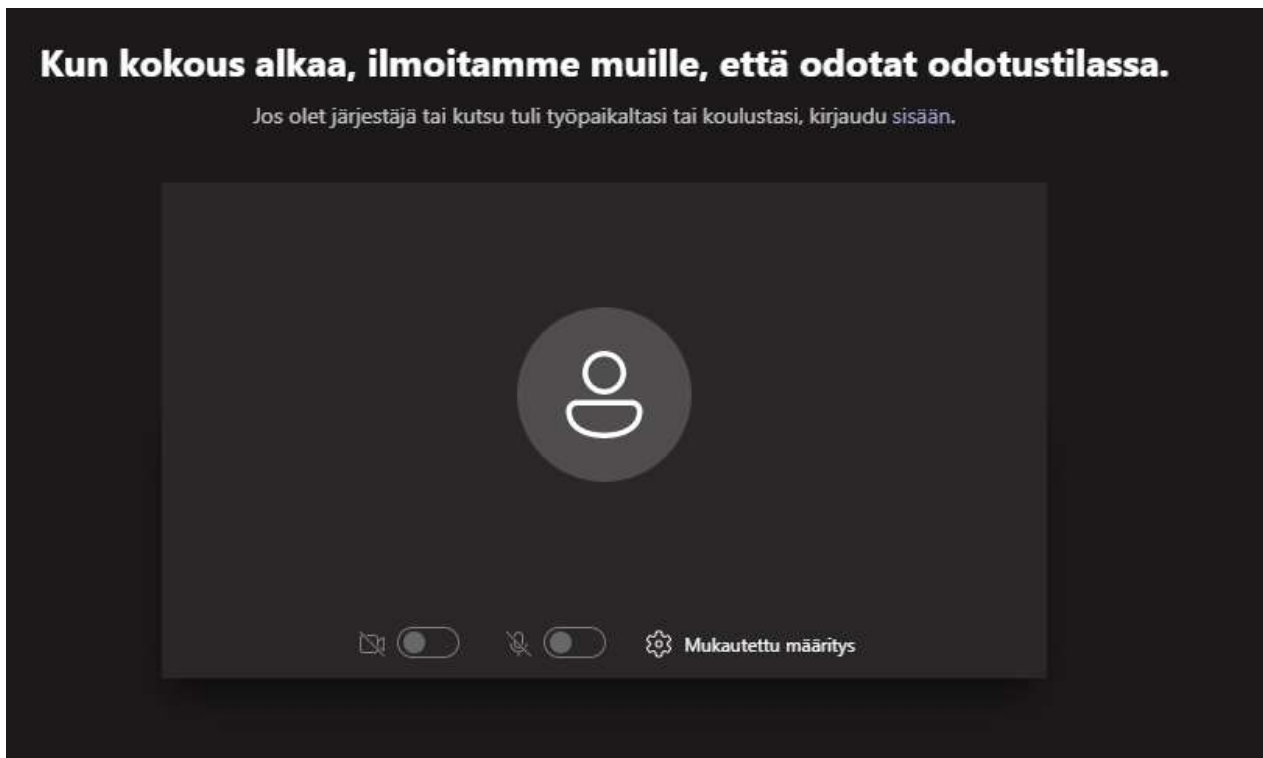 Kun kokous alkaa, ilmoitamme muille, että odotat odotustilassa.
Jos olet järjestäjä tai kutsu tuli työpaikaltasi tai koulustasi, kirjaudu sisään.
Mukautettu määritys